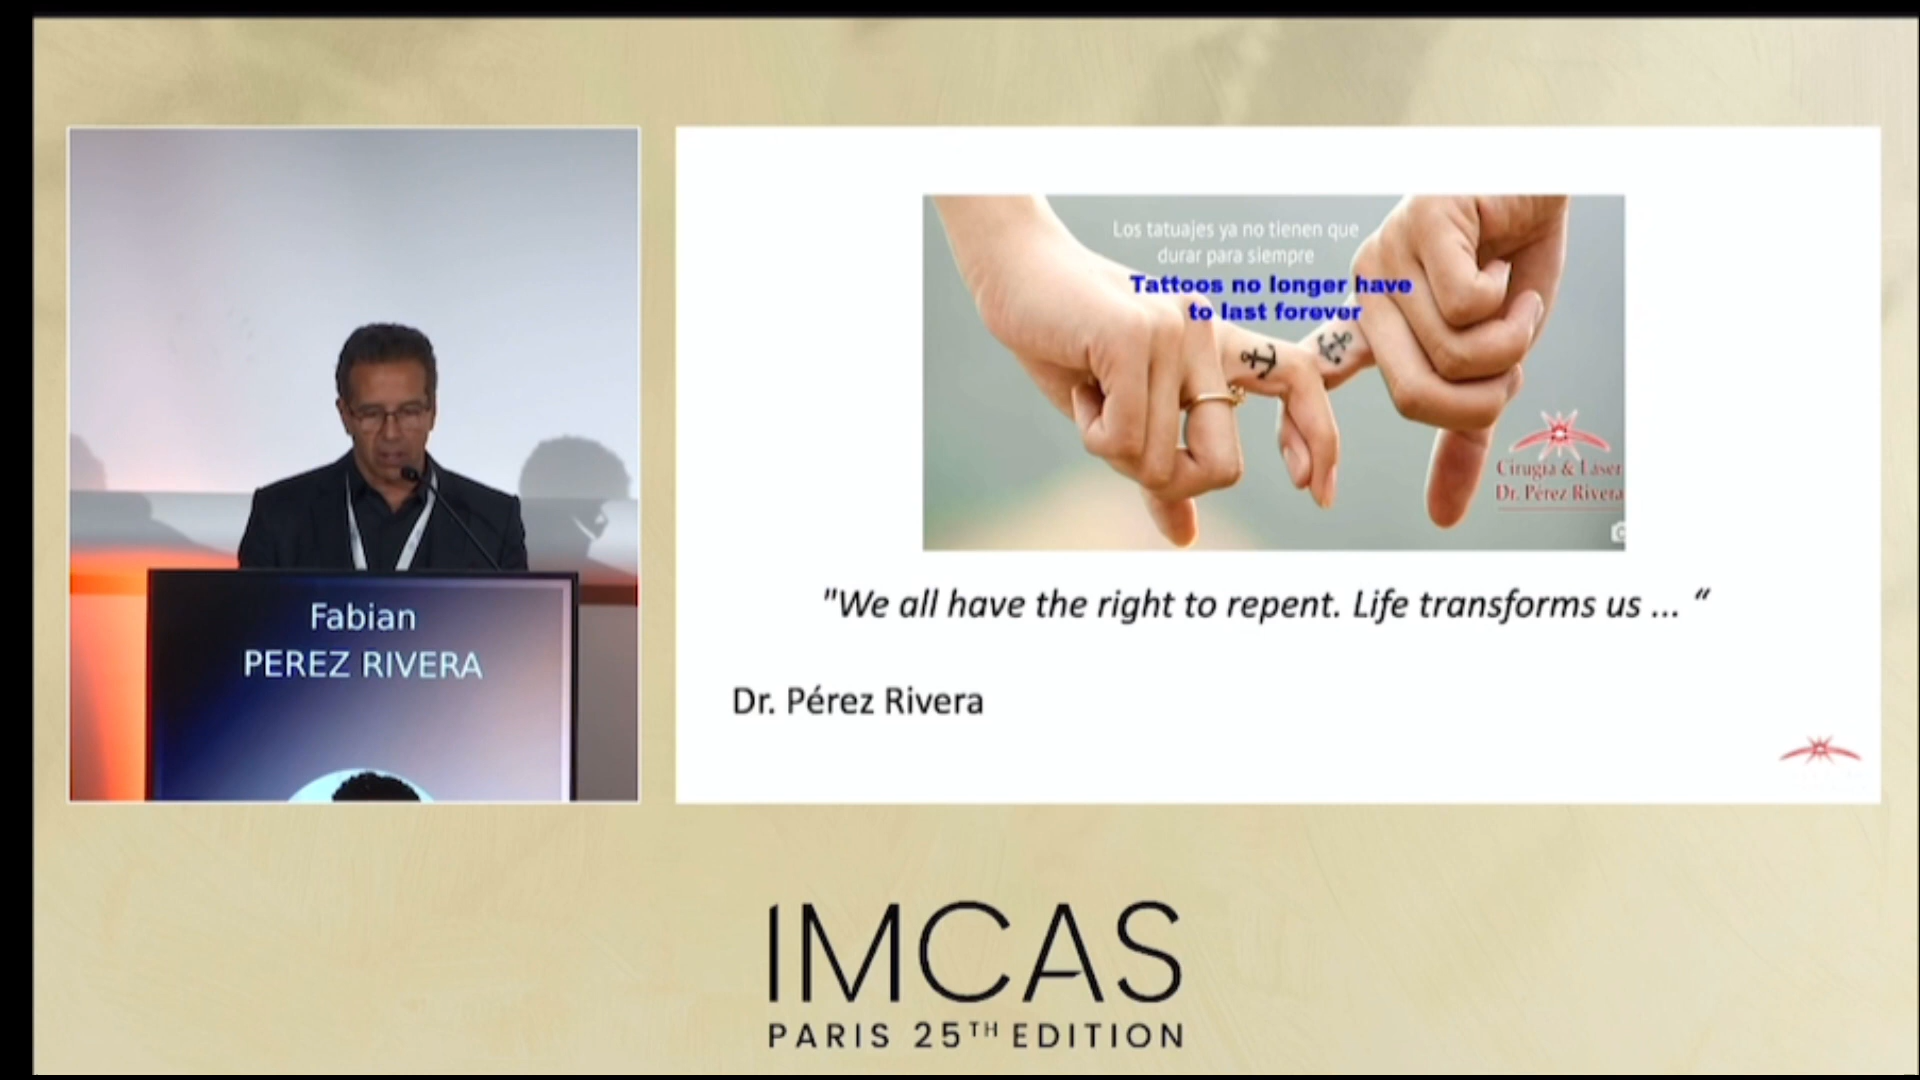 Fabian
PEREZ RIVERA
Los tatuajes ya no tienen que
durar para siempre
Tattoos no longer have
to last forever
Cirugía & Láser
Dr. Pérez Rivera
"We all have the right to repent. Life transforms us ... “
Dr. Pérez Rivera
IMCAS
PARIS 25TH EDITION